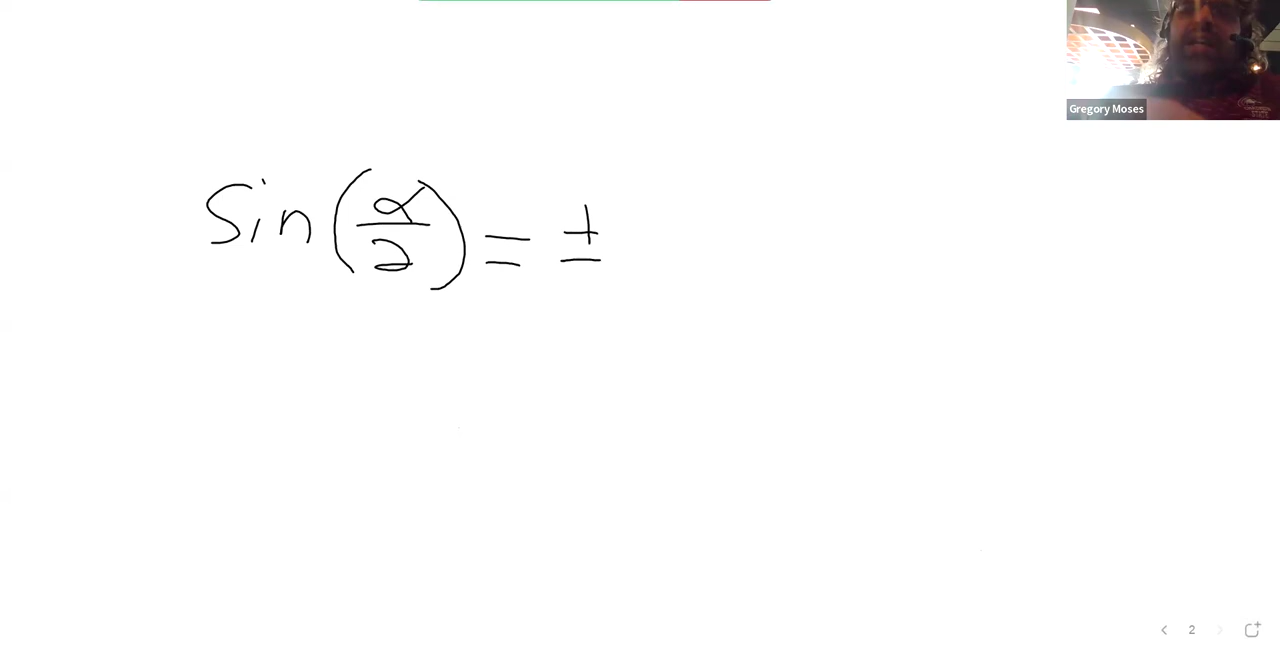 Gregory Moses
Sin(α/2) = ±
2